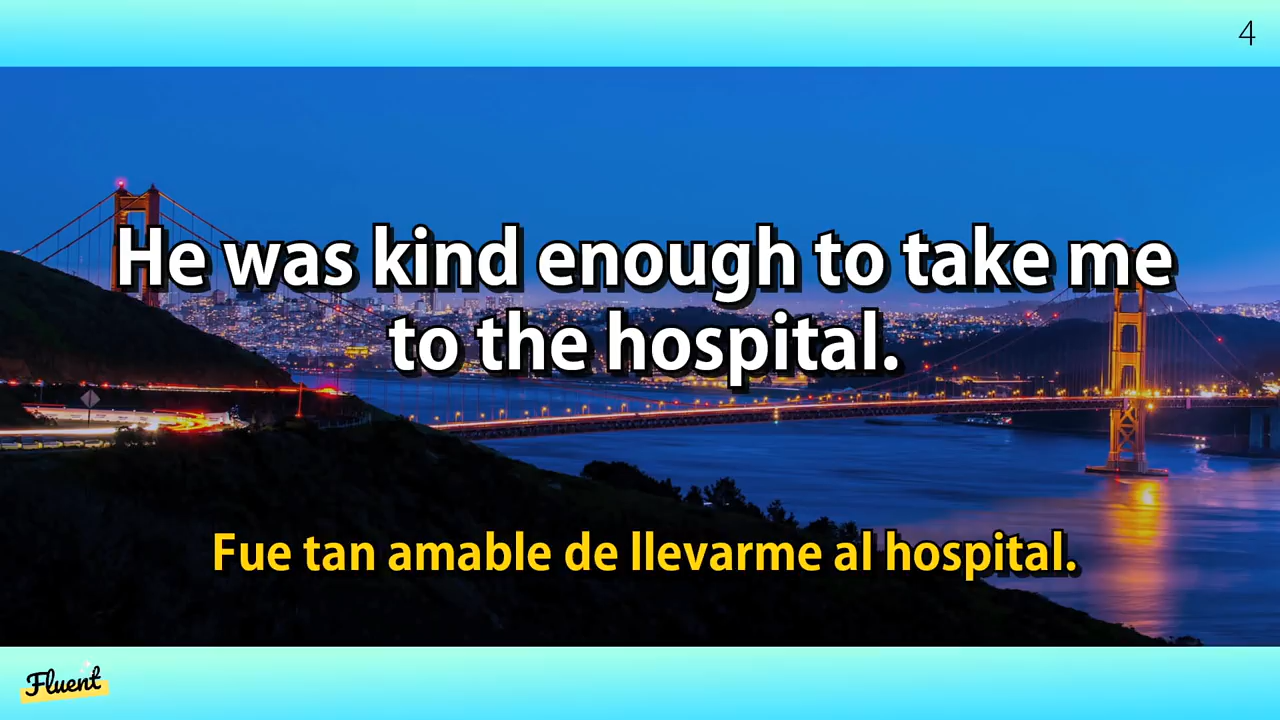 4
He was kind enough to take me
to the hospital.
Fue tan amable de llevarme al hospital.
Fluent